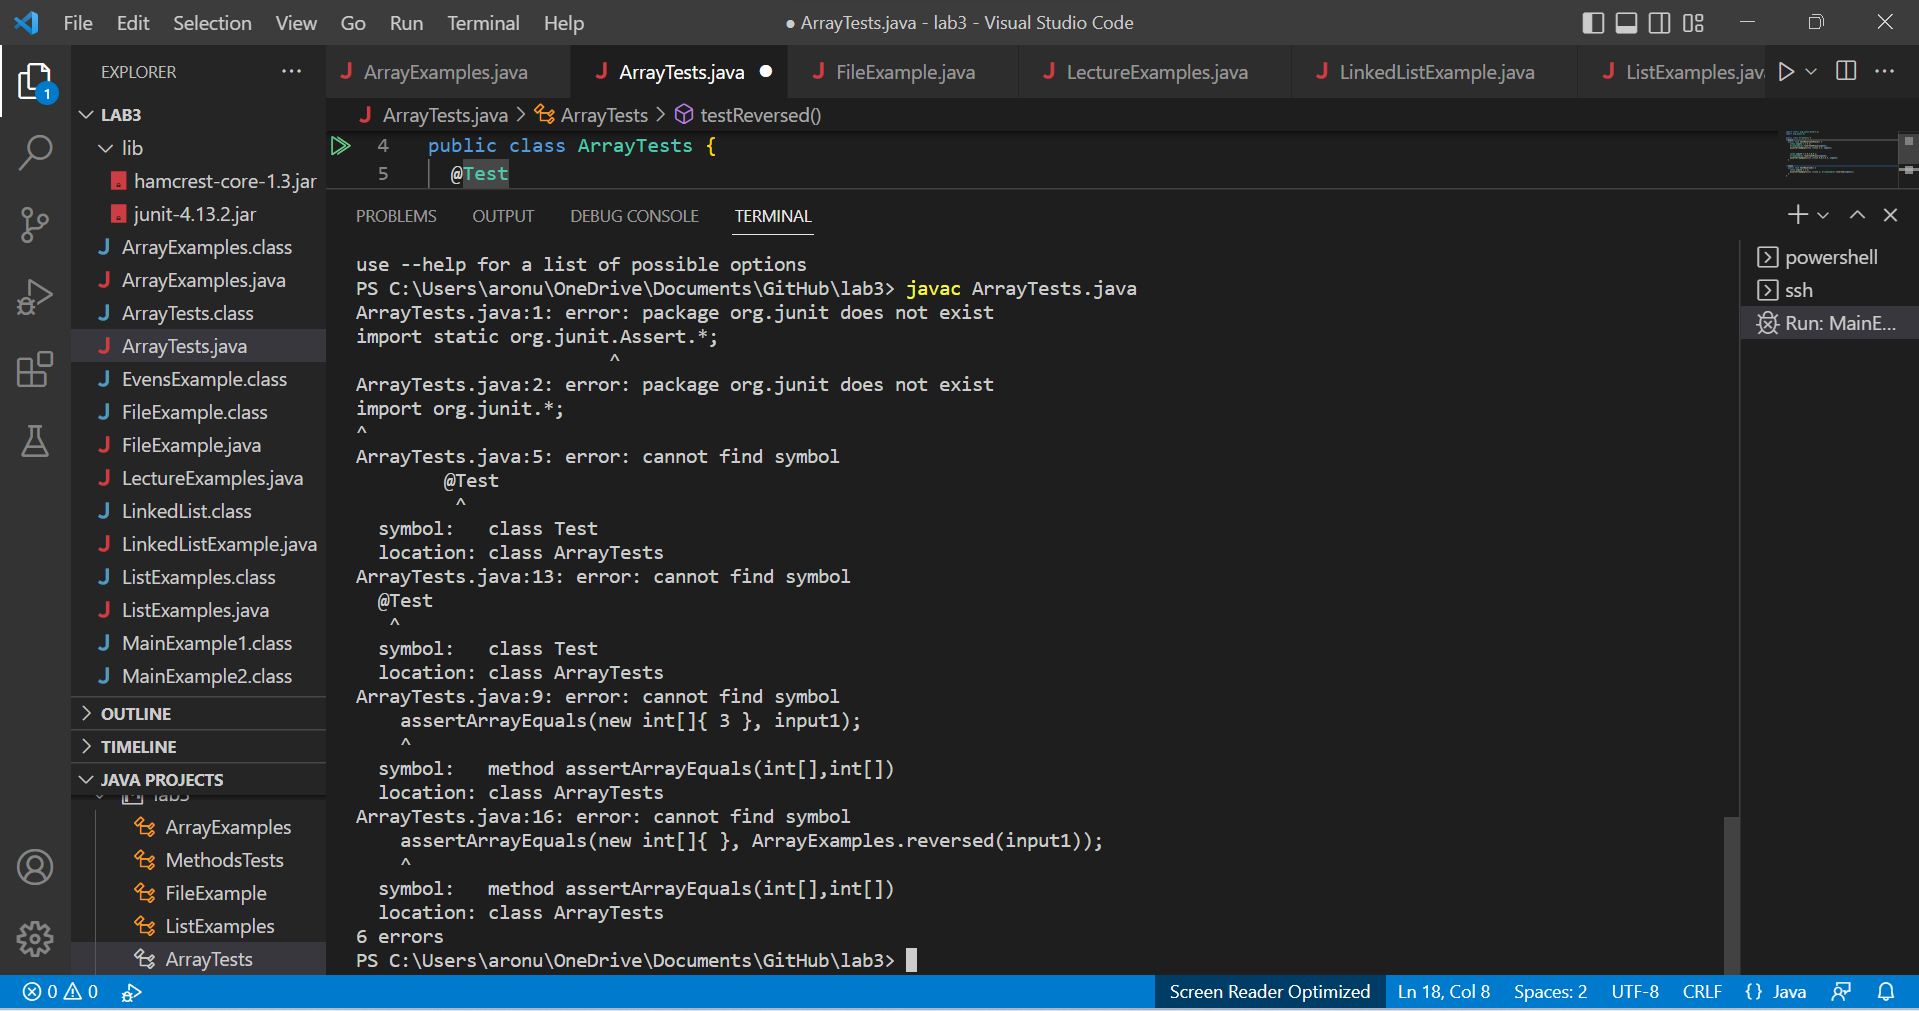 File Edit Selection View Go Run Terminal Help
● ArrayTests.java - lab3 - Visual Studio Code
1
EXPLORER ...
LAB3
lib
hamcrest-core-1.3.jar
junit-4.13.2.jar
ArrayExamples.class
ArrayExamples.java
ArrayTests.class
ArrayTests.java
EvensExample.class
FileExample.class
FileExample.java
LectureExamples.java
LinkedList.class
LinkedListExample.java
ListExamples.class
ListExamples.java
MainExample1.class
MainExample2.class
OUTLINE
TIMELINE
JAVA PROJECTS
lab3
ArrayExamples
MethodsTests
FileExample
ListExamples
ArrayTests
J ArrayExamples.java J ArrayTests.java ● J FileExample.java J LectureExamples.java J LinkedListExample.java J ListExamples.java
J ArrayTests.java > ArrayTests > testReversed()
4 public class ArrayTests {
5 @Test
PROBLEMS OUTPUT DEBUG CONSOLE TERMINAL
use --help for a list of possible options
PS C:\Users\aronu\OneDrive\Documents\GitHub\lab3> javac ArrayTests.java
ArrayTests.java:1: error: package org.junit does not exist
import static org.junit.Assert.*;
^
ArrayTests.java:2: error: package org.junit does not exist
import org.junit.*;
^
ArrayTests.java:5: error: cannot find symbol
@Test
^
symbol:   class Test
location: class ArrayTests
ArrayTests.java:13: error: cannot find symbol
@Test
^
symbol:   class Test
location: class ArrayTests
ArrayTests.java:9: error: cannot find symbol
assertArrayEquals(new int[]{ 3 }, input1);
^
symbol:   method assertArrayEquals(int[],int[])
location: class ArrayTests
ArrayTests.java:16: error: cannot find symbol
assertArrayEquals(new int[]{ }, ArrayExamples.reversed(input1));
^
symbol:   method assertArrayEquals(int[],int[])
location: class ArrayTests
6 errors
PS C:\Users\aronu\OneDrive\Documents\GitHub\lab3>
powershell
ssh
Run: MainE...
0 0
Screen Reader Optimized Ln 18, Col 8 Spaces: 2 UTF-8 CRLF {} Java